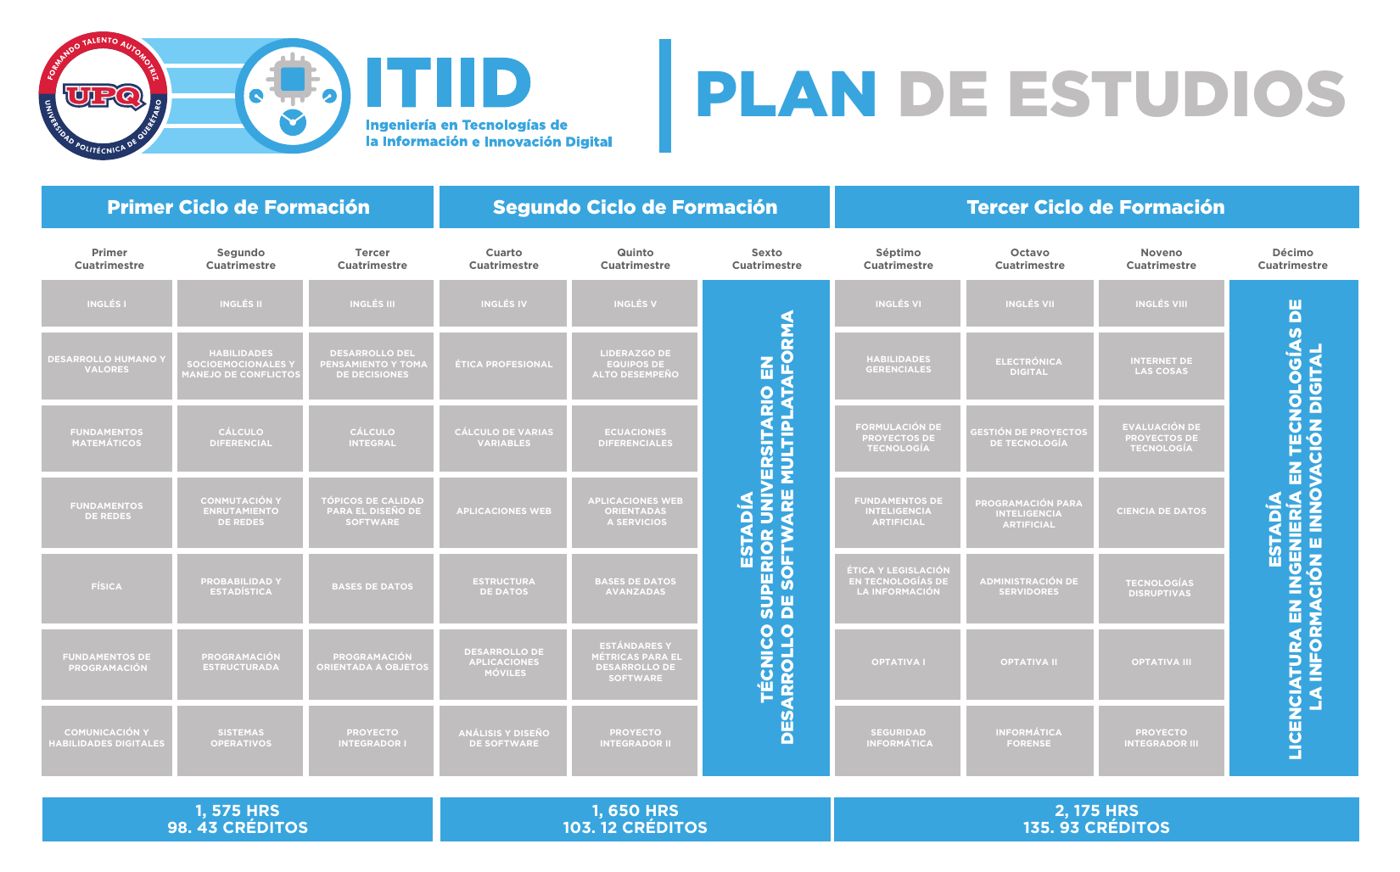 FORMANDO TALENTO AUTOMOTRIZ
UPQ
UNIVERSIDAD POLITÉCNICA DE QUERÉTARO
ITIID
Ingeniería en Tecnologías de
la Información e Innovación Digital
PLAN DE ESTUDIOS
Primer Ciclo de Formación
Segundo Ciclo de Formación
Tercer Ciclo de Formación
Primer
Cuatrimestre
Segundo
Cuatrimestre
Tercer
Cuatrimestre
Cuarto
Cuatrimestre
Quinto
Cuatrimestre
Sexto
Cuatrimestre
Séptimo
Cuatrimestre
Octavo
Cuatrimestre
Noveno
Cuatrimestre
Décimo
Cuatrimestre
INGLÉS I
INGLÉS II
INGLÉS III
INGLÉS IV
INGLÉS V
INGLÉS VI
INGLÉS VII
INGLÉS VIII
DESARROLLO HUMANO Y
VALORES
HABILIDADES
SOCIOEMOCIONALES Y
MANEJO DE CONFLICTOS
DESARROLLO DEL
PENSAMIENTO Y TOMA
DE DECISIONES
ÉTICA PROFESIONAL
LIDERAZGO DE
EQUIPOS DE
ALTO DESEMPEÑO
HABILIDADES
GERENCIALES
ELECTRÓNICA
DIGITAL
INTERNET DE
LAS COSAS
FUNDAMENTOS
MATEMÁTICOS
CÁLCULO
DIFERENCIAL
CÁLCULO
INTEGRAL
CÁLCULO DE VARIAS
VARIABLES
ECUACIONES
DIFERENCIALES
FORMULACIÓN DE
PROYECTOS DE
TECNOLOGÍA
GESTIÓN DE PROYECTOS
DE TECNOLOGÍA
EVALUACIÓN DE
PROYECTOS DE
TECNOLOGÍA
FUNDAMENTOS
DE REDES
CONMUTACIÓN Y
ENRUTAMIENTO
DE REDES
TÓPICOS DE CALIDAD
PARA EL DISEÑO DE
SOFTWARE
APLICACIONES WEB
APLICACIONES WEB
ORIENTADAS
A SERVICIOS
FUNDAMENTOS DE
INTELIGENCIA
ARTIFICIAL
PROGRAMACIÓN PARA
INTELIGENCIA
ARTIFICIAL
CIENCIA DE DATOS
FÍSICA
PROBABILIDAD Y
ESTADÍSTICA
BASES DE DATOS
ESTRUCTURA
DE DATOS
BASES DE DATOS
AVANZADAS
ÉTICA Y LEGISLACIÓN
EN TECNOLOGÍAS DE
LA INFORMACIÓN
ADMINISTRACIÓN DE
SERVIDORES
TECNOLOGÍAS
DISRUPTIVAS
FUNDAMENTOS DE
PROGRAMACIÓN
PROGRAMACIÓN
ESTRUCTURADA
PROGRAMACIÓN
ORIENTADA A OBJETOS
DESARROLLO DE
APLICACIONES
MÓVILES
ESTÁNDARES Y
MÉTRICAS PARA EL
DESARROLLO DE
SOFTWARE
OPTATIVA I
OPTATIVA II
OPTATIVA III
COMUNICACIÓN Y
HABILIDADES DIGITALES
SISTEMAS
OPERATIVOS
PROYECTO
INTEGRADOR I
ANÁLISIS Y DISEÑO
DE SOFTWARE
PROYECTO
INTEGRADOR II
SEGURIDAD
INFORMÁTICA
INFORMÁTICA
FORENSE
PROYECTO
INTEGRADOR III
ESTADÍA
TÉCNICO SUPERIOR UNIVERSITARIO EN
DESARROLLO DE SOFTWARE MULTIPLATAFORMA
ESTADÍA
LICENCIATURA EN INGENIERÍA EN TECNOLOGÍAS DE
LA INFORMACIÓN E INNOVACIÓN DIGITAL
1, 575 HRS
98. 43 CRÉDITOS
1, 650 HRS
103. 12 CRÉDITOS
2, 175 HRS
135. 93 CRÉDITOS